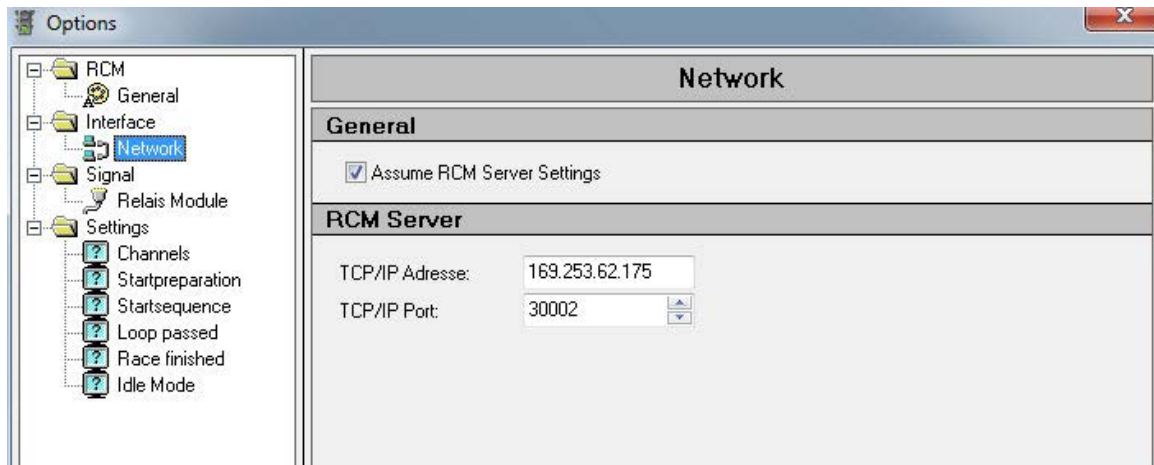 Options
RCM
General
Interface
Network
Signal
Relais Module
Settings
Channels
Startpreparation
Startsequence
Loop passed
Race finished
Idle Mode
Network
General
Assume RCM Server Settings
RCM Server
TCP/IP Adresse: 169.253.62.175
TCP/IP Port: 30002